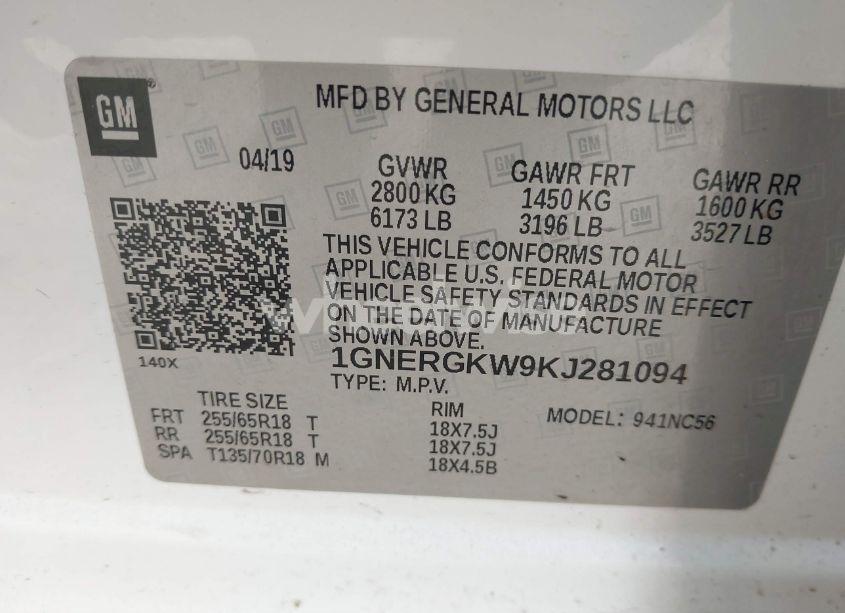 GM
MFD BY GENERAL MOTORS LLC
04/19
GVWR
2800 KG
6173 LB
GAWR FRT
1450 KG
3196 LB
GAWR RR
1600 KG
3527 LB
THIS VEHICLE CONFORMS TO ALL
APPLICABLE U.S. FEDERAL MOTOR
VEHICLE SAFETY STANDARDS IN EFFECT
ON THE DATE OF MANUFACTURE
SHOWN ABOVE.
1GNERGKW9KJ281094
TYPE: M.P.V.
140X
MODEL: 941NC56
TIRE SIZE RIM
FRT 255/65R18 T 18X7.5J
RR 255/65R18 T 18X7.5J
SPA T135/70R18 M 18X4.5B